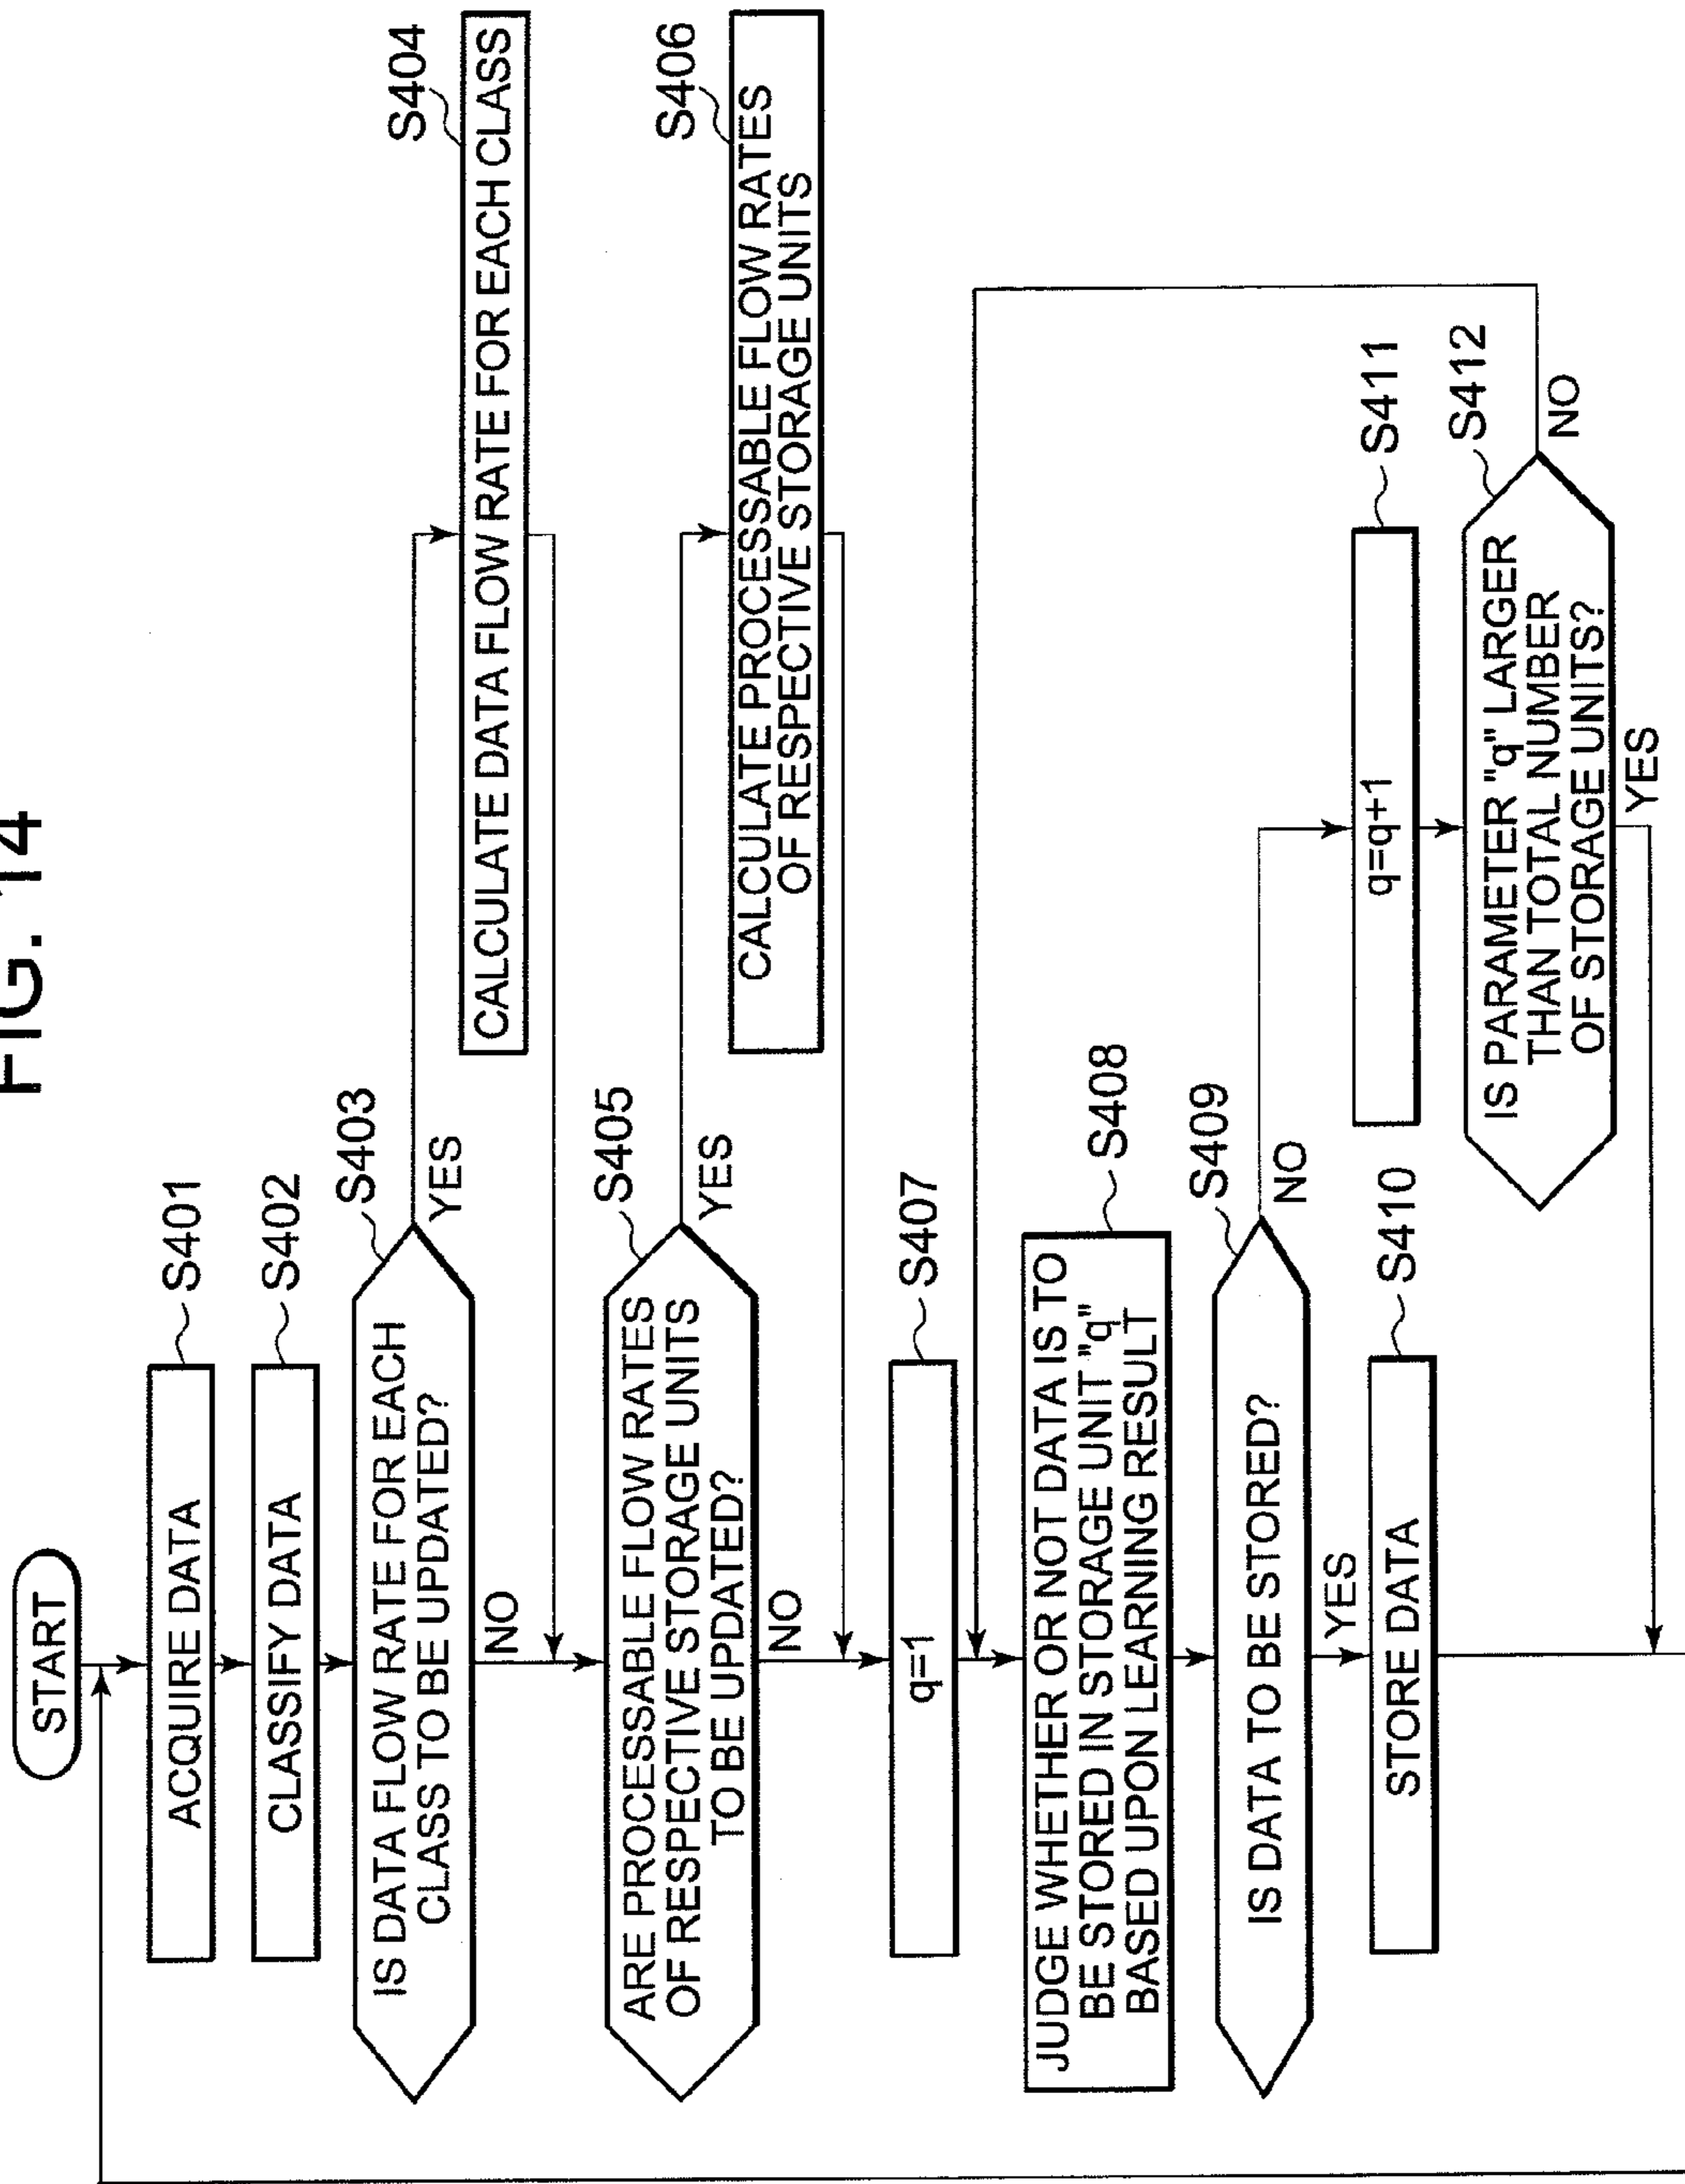 FIG. 14
START
ACQUIRE DATA
S401
CLASSIFY DATA
S402
IS DATA FLOW RATE FOR EACH
CLASS TO BE UPDATED?
S403
YES
NO
CALCULATE DATA FLOW RATE FOR EACH CLASS
S404
ARE PROCESSABLE FLOW RATES
OF RESPECTIVE STORAGE UNITS
TO BE UPDATED?
S405
YES
NO
CALCULATE PROCESSABLE FLOW RATES
OF RESPECTIVE STORAGE UNITS
S406
q=1
S407
JUDGE WHETHER OR NOT DATA IS TO
BE STORED IN STORAGE UNIT "q"
BASED UPON LEARNING RESULT
S408
IS DATA TO BE STORED?
S409
NO
YES
STORE DATA
S410
q=q+1
S411
IS PARAMETER "q" LARGER
THAN TOTAL NUMBER
OF STORAGE UNITS?
S412
NO
YES